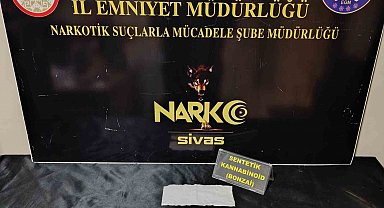 İL EMNİYET MÜDÜRLÜĞÜ
NARKOTİK SUÇLARLA MÜCADELE ŞUBE MÜDÜRLÜĞÜ
NARKO
sivas
SENTETİK
KANNABİNOİD
(BONZAİ)